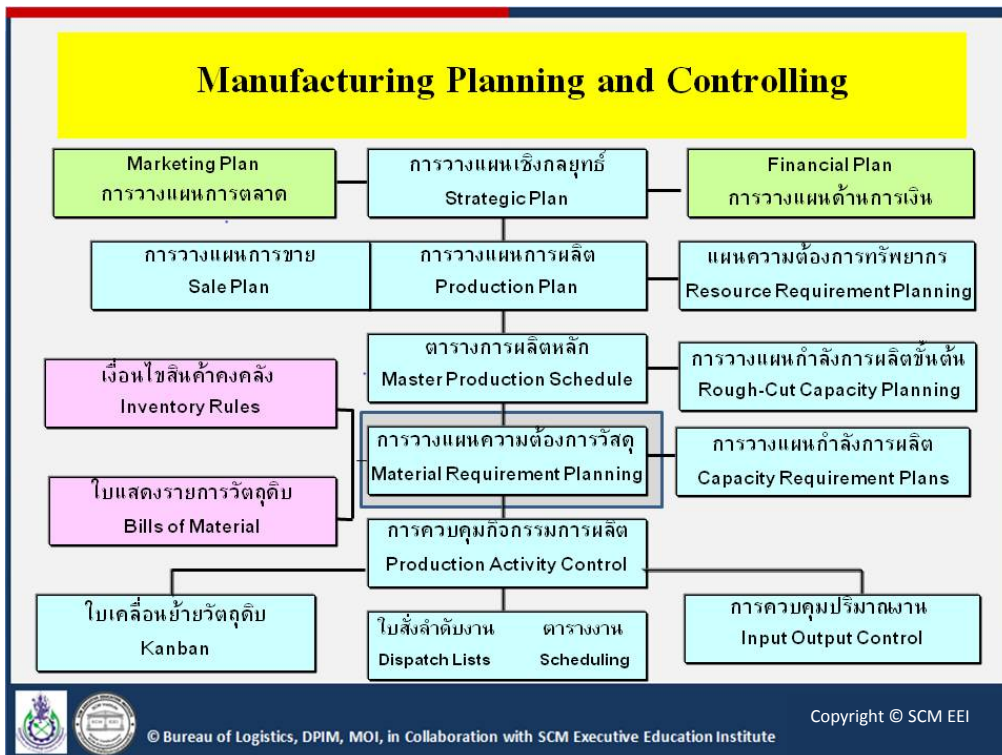 Manufacturing Planning and Controlling
Marketing Plan
การวางแผนการตลาด
การวางแผนเชิงกลยุทธ์
Strategic Plan
Financial Plan
การวางแผนด้านการเงิน
การวางแผนการขาย
Sale Plan
การวางแผนการผลิต
Production Plan
แผนความต้องการทรัพยากร
Resource Requirement Planning
ตารางการผลิตหลัก
Master Production Schedule
การวางแผนกำลังการผลิตขั้นต้น
Rough-Cut Capacity Planning
เงื่อนไขสินค้าคงคลัง
Inventory Rules
การวางแผนความต้องการวัสดุ
Material Requirement Planning
การวางแผนกำลังการผลิต
Capacity Requirement Plans
ใบแสดงรายการวัตถุดิบ
Bills of Material
การควบคุมกิจกรรมการผลิต
Production Activity Control
ใบเคลื่อนย้ายวัตถุดิบ
Kanban
ใบสั่งลำดับงาน ตารางงาน
Dispatch Lists Scheduling
การควบคุมปริมาณงาน
Input Output Control
Copyright © SCM EEI
SCM EEI
© Bureau of Logistics, DPIM, MOI, in Collaboration with SCM Executive Education Institute